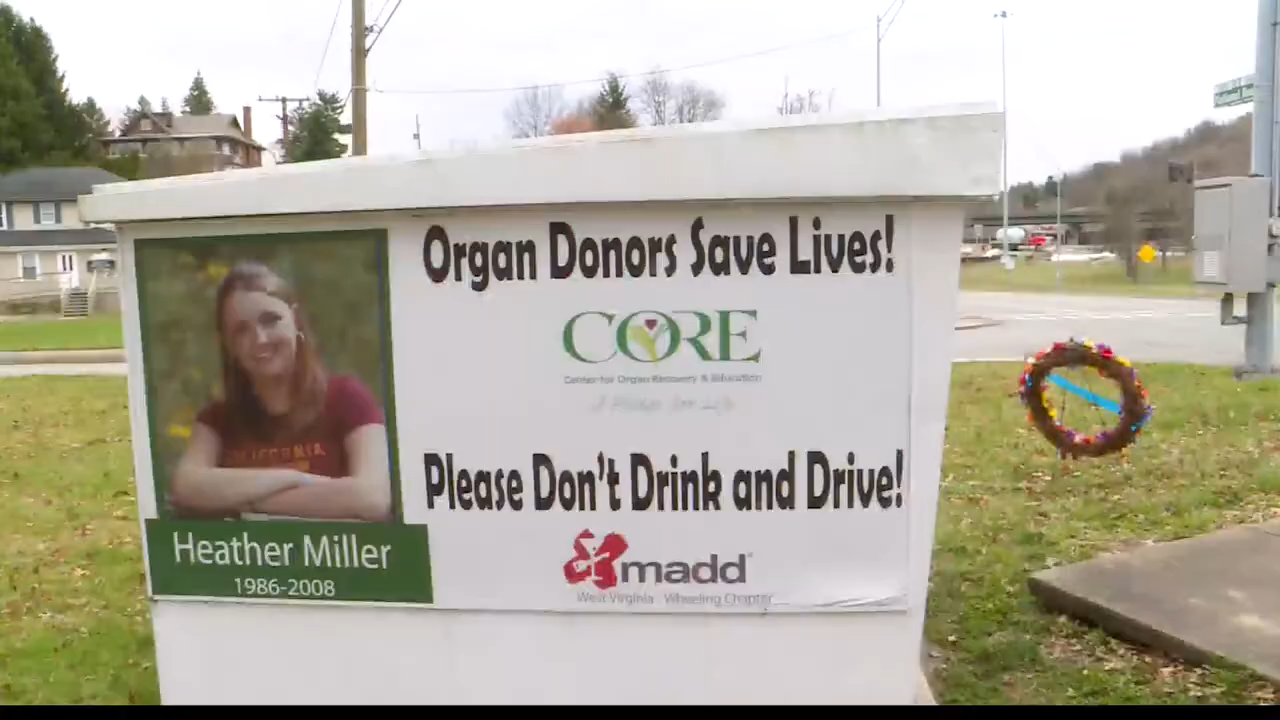 Organ Donors Save Lives!
CORE
Center for Organ Recovery & Education
CALIFORNIA
Please Don't Drink and Drive!
Heather Miller
1986-2008
madd
West Virginia - Wheeling Chapter